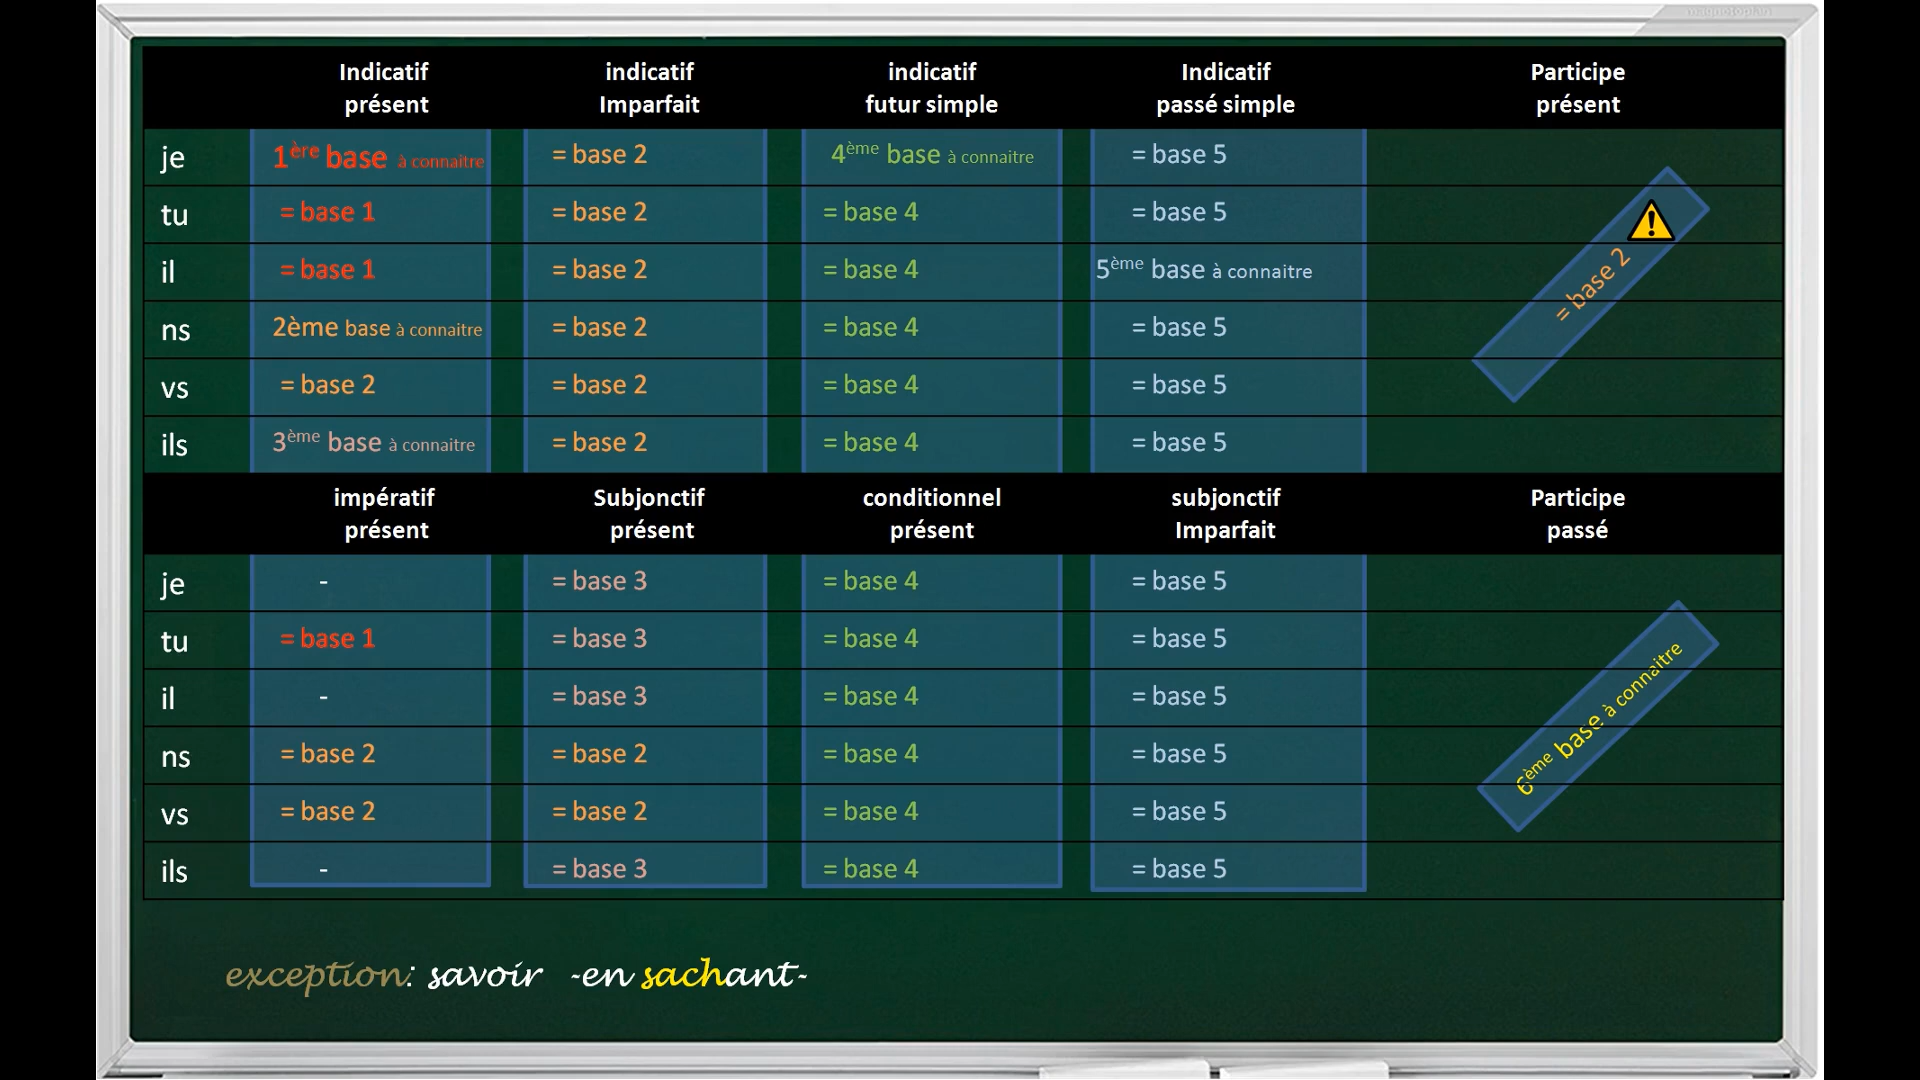 Indicatif présent
indicatif Imparfait
indicatif futur simple
Indicatif passé simple
Participe présent
je 1ère base à connaitre = base 2 4ème base à connaitre = base 5
tu = base 1 = base 2 = base 4 = base 5
il = base 1 = base 2 = base 4 5ème base à connaitre
ns 2ème base à connaitre = base 2 = base 4 = base 5
vs = base 2 = base 2 = base 4 = base 5
ils 3ème base à connaitre = base 2 = base 4 = base 5
= base 2
impératif présent
Subjonctif présent
conditionnel présent
subjonctif Imparfait
Participe passé
je - = base 3 = base 4 = base 5
tu = base 1 = base 3 = base 4 = base 5
il - = base 3 = base 4 = base 5
ns = base 2 = base 2 = base 4 = base 5
vs = base 2 = base 2 = base 4 = base 5
ils - = base 3 = base 4 = base 5
6ème base à connaitre
exception: savoir -en sachant-